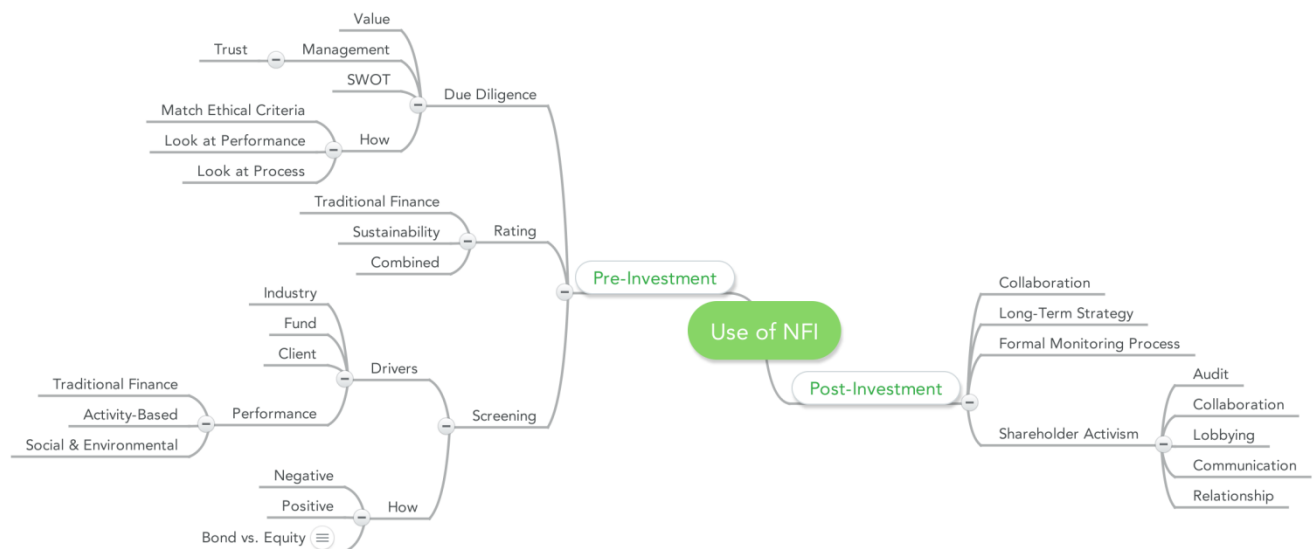 Use of NFI
Pre-Investment
Due Diligence
Value
Management
Trust
SWOT
How
Match Ethical Criteria
Look at Performance
Look at Process
Rating
Traditional Finance
Sustainability
Combined
Screening
Drivers
Industry
Fund
Client
Performance
Traditional Finance
Activity-Based
Social & Environmental
How
Negative
Positive
Bond vs. Equity
Post-Investment
Collaboration
Long-Term Strategy
Formal Monitoring Process
Shareholder Activism
Audit
Collaboration
Lobbying
Communication
Relationship